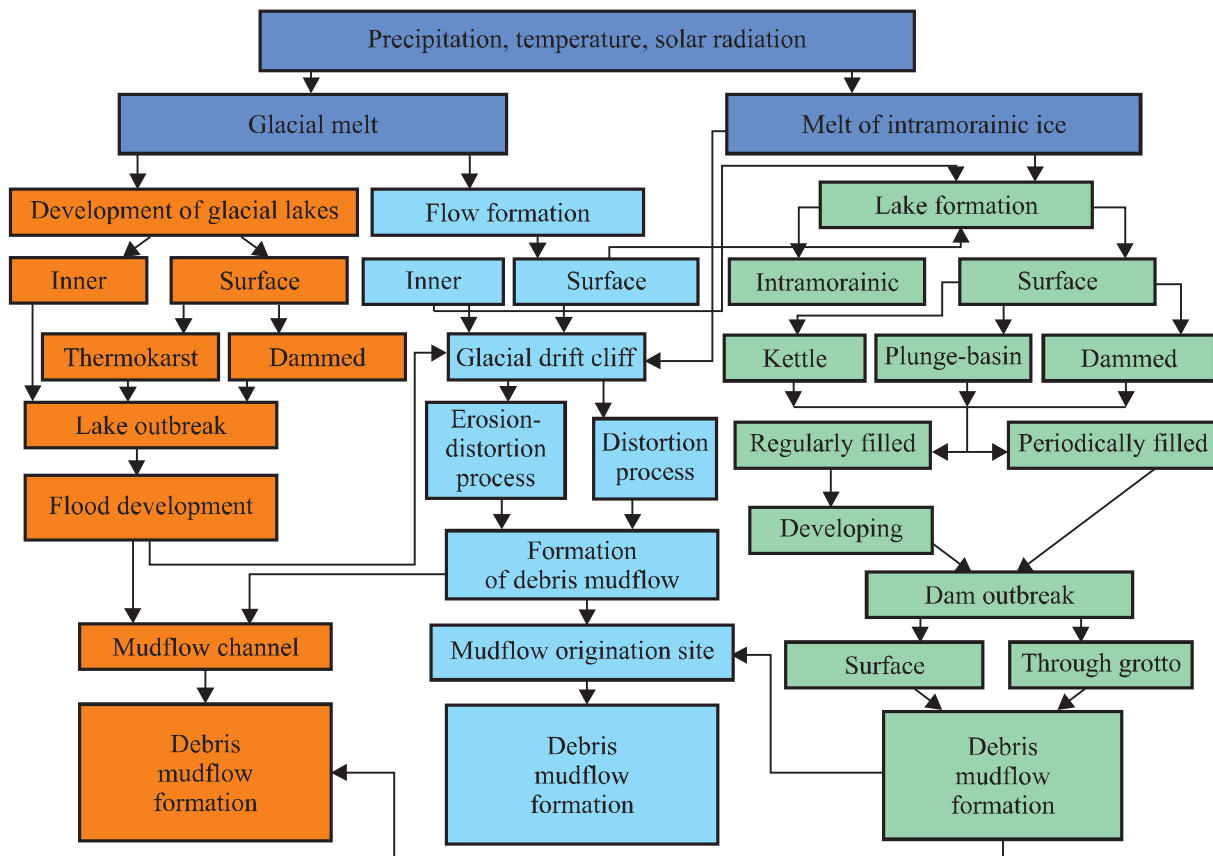 Precipitation, temperature, solar radiation
Glacial melt
Melt of intramorainic ice
Development of glacial lakes
Flow formation
Lake formation
Inner
Surface
Inner
Surface
Intramorainic
Surface
Thermokarst
Dammed
Glacial drift cliff
Kettle
Plunge-basin
Dammed
Lake outbreak
Erosion-
distortion
process
Distortion
process
Regularly filled
Periodically filled
Flood development
Developing
Formation
of debris mudflow
Dam outbreak
Mudflow channel
Mudflow origination site
Surface
Through grotto
Debris
mudflow
formation
Debris
mudflow
formation
Debris
mudflow
formation